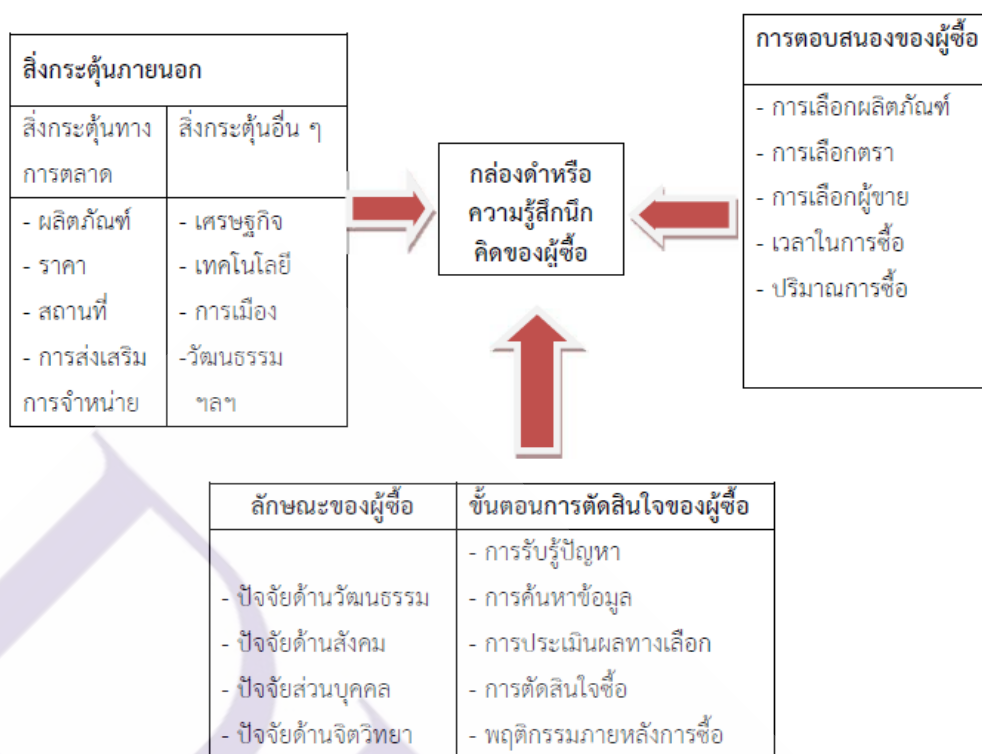 สิ่งกระตุ้นภายนอก
สิ่งกระตุ้นทาง
การตลาด
สิ่งกระตุ้นอื่น ๆ
- ผลิตภัณฑ์
- ราคา
- สถานที่
- การส่งเสริม
การจำหน่าย
- เศรษฐกิจ
- เทคโนโลยี
- การเมือง
-วัฒนธรรม
ฯลฯ
กล่องดำหรือ
ความรู้สึกนึก
คิดของผู้ซื้อ
การตอบสนองของผู้ซื้อ
- การเลือกผลิตภัณฑ์
- การเลือกตรา
- การเลือกผู้ขาย
- เวลาในการซื้อ
- ปริมาณการซื้อ
ลักษณะของผู้ซื้อ
- ปัจจัยด้านวัฒนธรรม
- ปัจจัยด้านสังคม
- ปัจจัยส่วนบุคคล
- ปัจจัยด้านจิตวิทยา
ขั้นตอนการตัดสินใจของผู้ซื้อ
- การรับรู้ปัญหา
- การค้นหาข้อมูล
- การประเมินผลทางเลือก
- การตัดสินใจซื้อ
- พฤติกรรมภายหลังการซื้อ